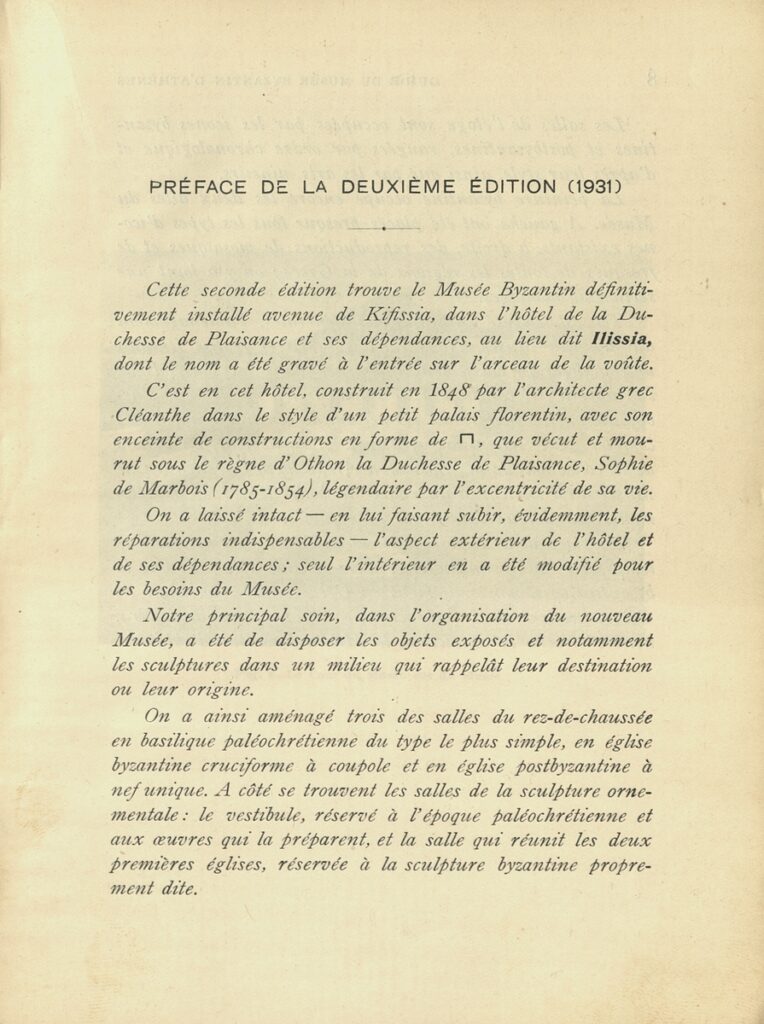 PRÉFACE DE LA DEUXIÈME ÉDITION (1931)
Cette seconde édition trouve le Musée Byzantin définiti-
vement installé avenue de Kifissia, dans l'hôtel de la Du-
chesse de Plaisance et ses dépendances, au lieu dit Ilissia,
dont le nom a été gravé à l'entrée sur l'arceau de la voûte.
C'est en cet hôtel, construit en 1848 par l'architecte grec
Cléanthe dans le style d'un petit palais florentin, avec son
enceinte de constructions en forme de ⊓, que vécut et mou-
rut sous le règne d'Othon la Duchesse de Plaisance, Sophie
de Marbois (1785-1854), légendaire par l'excentricité de sa vie.
On a laissé intact — en lui faisant subir, évidemment, les
réparations indispensables — l'aspect extérieur de l'hôtel et
de ses dépendances ; seul l'intérieur en a été modifié pour
les besoins du Musée.
Notre principal soin, dans l'organisation du nouveau
Musée, a été de disposer les objets exposés et notamment
les sculptures dans un milieu qui rappelât leur destination
ou leur origine.
On a ainsi aménagé trois des salles du rez-de-chaussée
en basilique paléochrétienne du type le plus simple, en église
byzantine cruciforme à coupole et en église postbyzantine à
nef unique. A côté se trouvent les salles de la sculpture orne-
mentale : le vestibule, réservé à l'époque paléochrétienne et
aux œuvres qui la préparent, et la salle qui réunit les deux
premières églises, réservée à la sculpture byzantine propre-
ment dite.